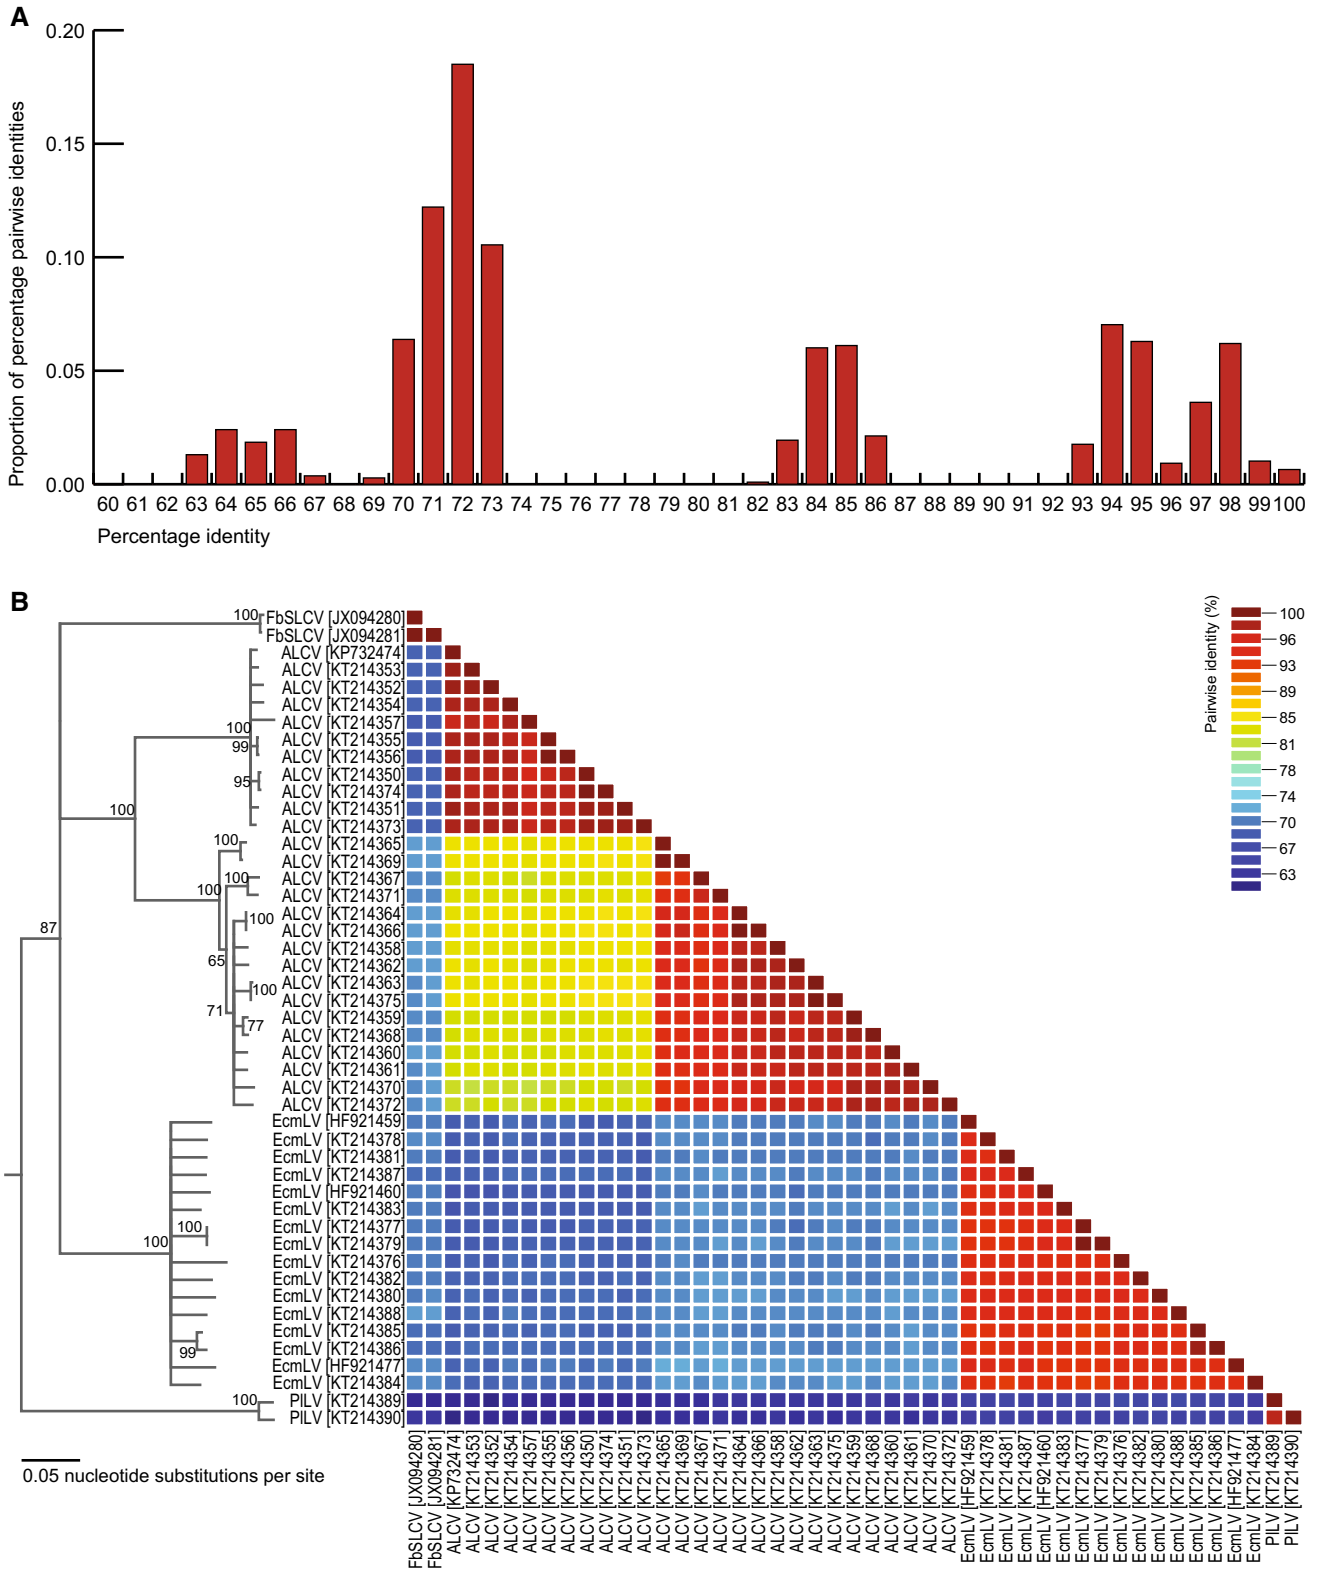 A
0.20
0.15
0.10
0.05
0.00
Proportion of percentage pairwise identities
60 61 62 63 64 65 66 67 68 69 70 71 72 73 74 75 76 77 78 79 80 81 82 83 84 85 86 87 88 89 90 91 92 93 94 95 96 97 98 99 100
Percentage identity
B
FbSLCV [JX094280]
FbSLCV [JX094281]
ALCV [KP732474]
ALCV [KT214353]
ALCV [KT214352]
ALCV [KT214354]
ALCV [KT214357]
ALCV [KT214355]
ALCV [KT214356]
ALCV [KT214350]
ALCV [KT214374]
ALCV [KT214351]
ALCV [KT214373]
ALCV [KT214365]
ALCV [KT214369]
ALCV [KT214367]
ALCV [KT214371]
ALCV [KT214364]
ALCV [KT214366]
ALCV [KT214358]
ALCV [KT214362]
ALCV [KT214363]
ALCV [KT214375]
ALCV [KT214359]
ALCV [KT214368]
ALCV [KT214360]
ALCV [KT214361]
ALCV [KT214370]
ALCV [KT214372]
EcmLV [HF921459]
EcmLV [KT214378]
EcmLV [KT214381]
EcmLV [KT214387]
EcmLV [HF921460]
EcmLV [KT214383]
EcmLV [KT214377]
EcmLV [KT214379]
EcmLV [KT214376]
EcmLV [KT214382]
EcmLV [KT214380]
EcmLV [KT214388]
EcmLV [KT214385]
EcmLV [KT214386]
EcmLV [HF921477]
EcmLV [KT214384]
PILV [KT214389]
PILV [KT214390]
100
100
99
95
100
100
100
100
100
87
65
100
71
77
100
100
99
100
0.05 nucleotide substitutions per site
Pairwise identity (%)
100
96
93
89
85
81
78
74
70
67
63
FbSLCV [JX094280]
FbSLCV [JX094281]
ALCV [KP732474]
ALCV [KT214353]
ALCV [KT214352]
ALCV [KT214354]
ALCV [KT214357]
ALCV [KT214355]
ALCV [KT214356]
ALCV [KT214350]
ALCV [KT214374]
ALCV [KT214351]
ALCV [KT214373]
ALCV [KT214365]
ALCV [KT214369]
ALCV [KT214367]
ALCV [KT214371]
ALCV [KT214364]
ALCV [KT214366]
ALCV [KT214358]
ALCV [KT214362]
ALCV [KT214363]
ALCV [KT214375]
ALCV [KT214359]
ALCV [KT214368]
ALCV [KT214360]
ALCV [KT214361]
ALCV [KT214370]
ALCV [KT214372]
EcmLV [HF921459]
EcmLV [KT214378]
EcmLV [KT214381]
EcmLV [KT214387]
EcmLV [HF921460]
EcmLV [KT214383]
EcmLV [KT214377]
EcmLV [KT214379]
EcmLV [KT214376]
EcmLV [KT214382]
EcmLV [KT214380]
EcmLV [KT214388]
EcmLV [KT214385]
EcmLV [KT214386]
EcmLV [HF921477]
EcmLV [KT214384]
PILV [KT214389]
PILV [KT214390]